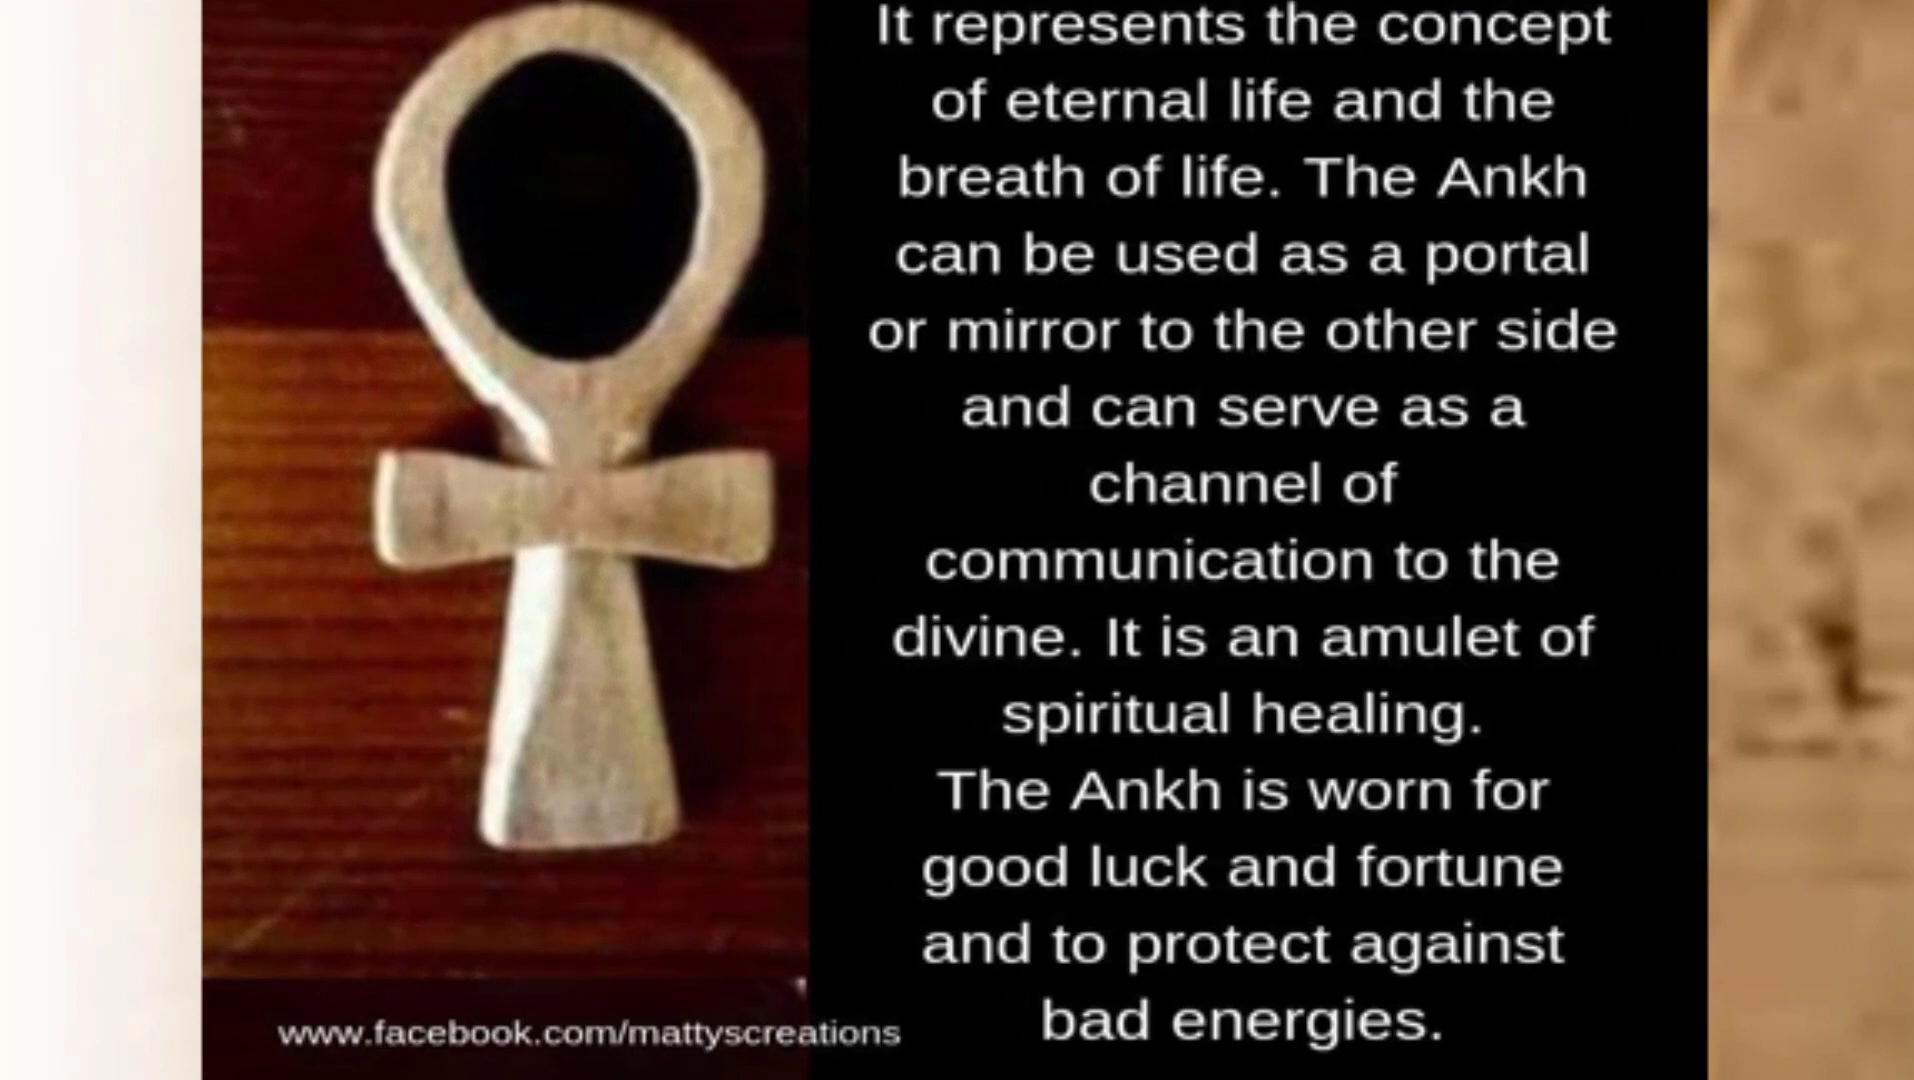 It represents the concept
of eternal life and the
breath of life. The Ankh
can be used as a portal
or mirror to the other side
and can serve as a
channel of
communication to the
divine. It is an amulet of
spiritual healing.
The Ankh is worn for
good luck and fortune
and to protect against
bad energies.
www.facebook.com/mattyscreations